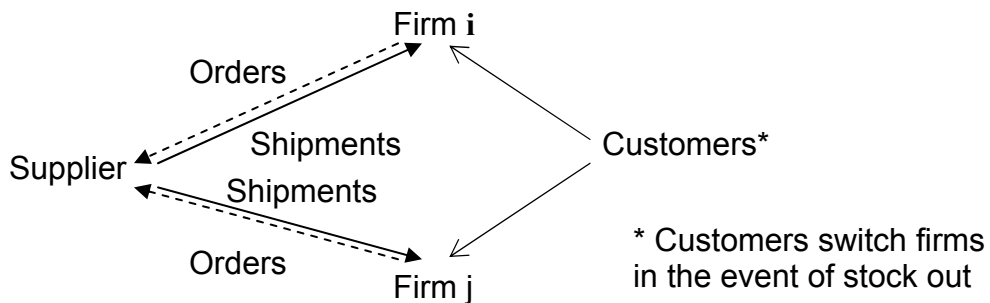 Firm i
Orders
Shipments
Customers*
Supplier
Shipments
Orders
Firm j
* Customers switch firms
in the event of stock out